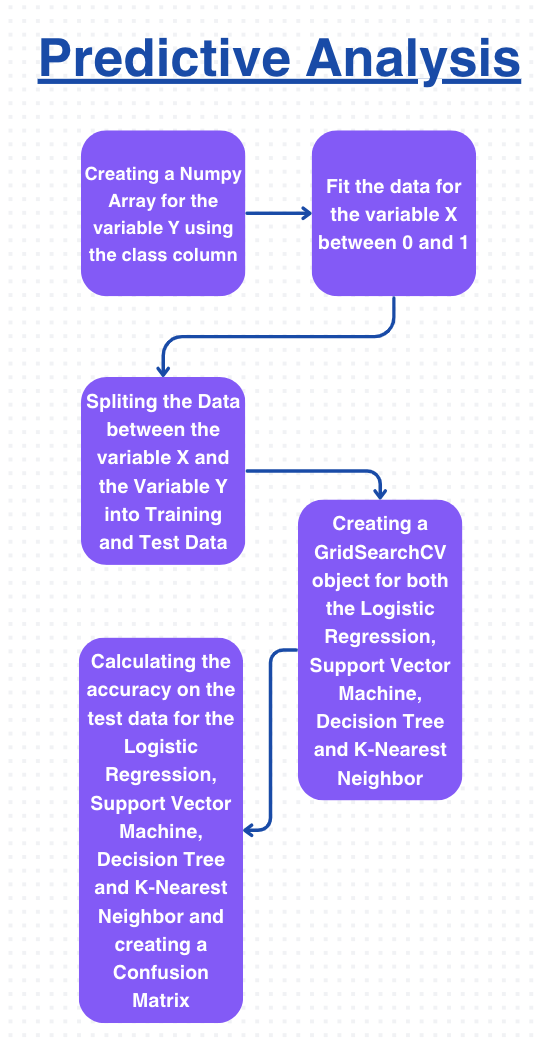 Predictive Analysis
Creating a Numpy
Array for the
variable Y using
the class column
Fit the data for
the variable X
between 0 and 1
Spliting the Data
between the
variable X and
the Variable Y
into Training
and Test Data
Creating a
GridSearchCV
object for both
the Logistic
Regression,
Support Vector
Machine,
Decision Tree
and K-Nearest
Neighbor
Calculating the
accuracy on the
test data for the
Logistic
Regression,
Support Vector
Machine,
Decision Tree
and K-Nearest
Neighbor and
creating a
Confusion
Matrix